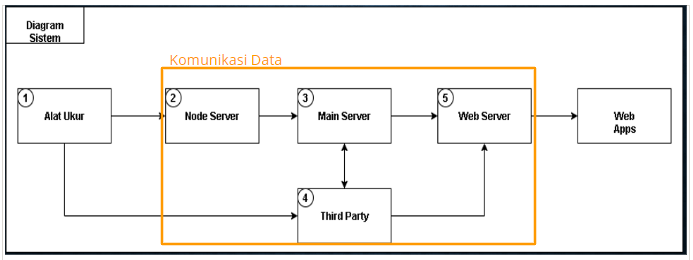 Diagram
Sistem
Komunikasi Data
1
Alat Ukur
2
Node Server
3
Main Server
5
Web Server
Web
Apps
4
Third Party